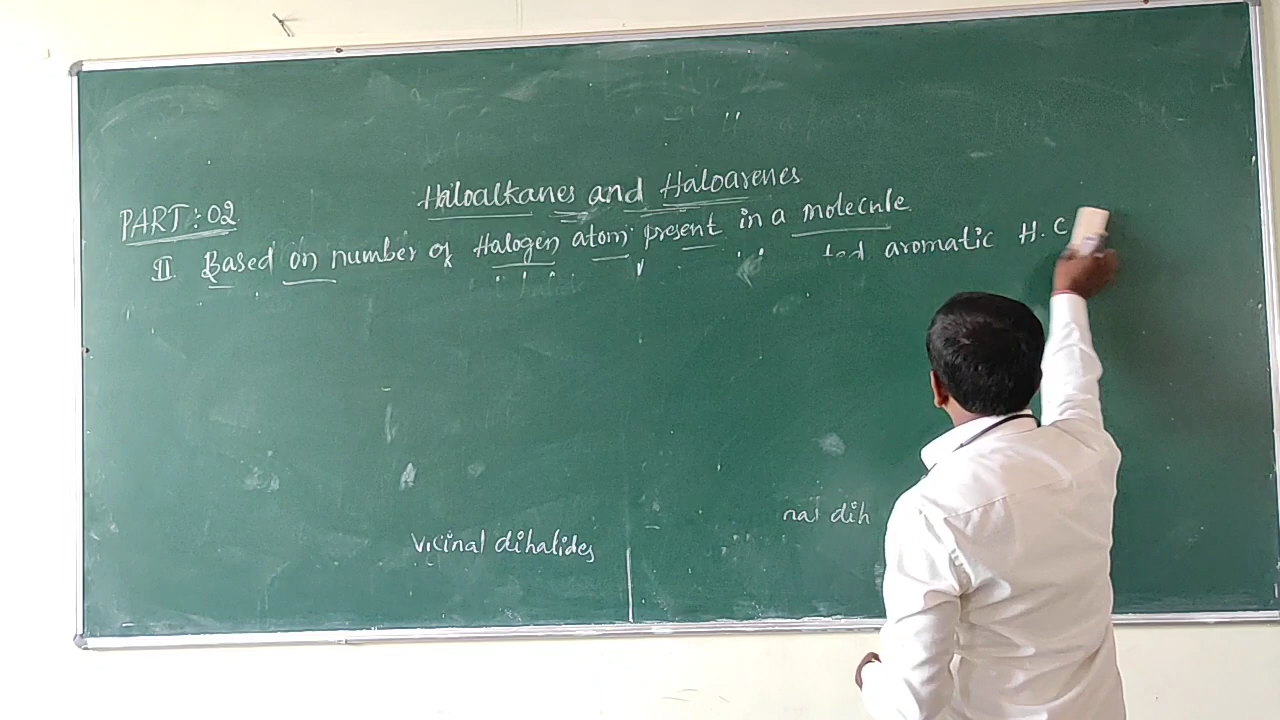 Haloalkanes and Haloarenes
PART:02
II. Based on number of Halogen atom present in a molecule
aromatic H.C
Vicinal dihalides
nal dih